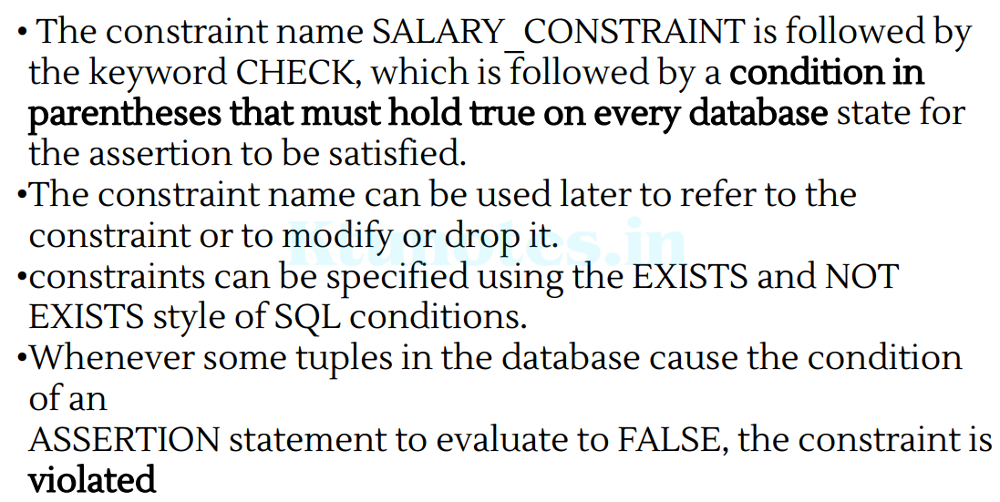 • The constraint name SALARY_CONSTRAINT is followed by
the keyword CHECK, which is followed by a condition in
parentheses that must hold true on every database state for
the assertion to be satisfied.
•The constraint name can be used later to refer to the
constraint or to modify or drop it.
Ktunotes.in
•constraints can be specified using the EXISTS and NOT
EXISTS style of SQL conditions.
•Whenever some tuples in the database cause the condition
of an
ASSERTION statement to evaluate to FALSE, the constraint is
violated